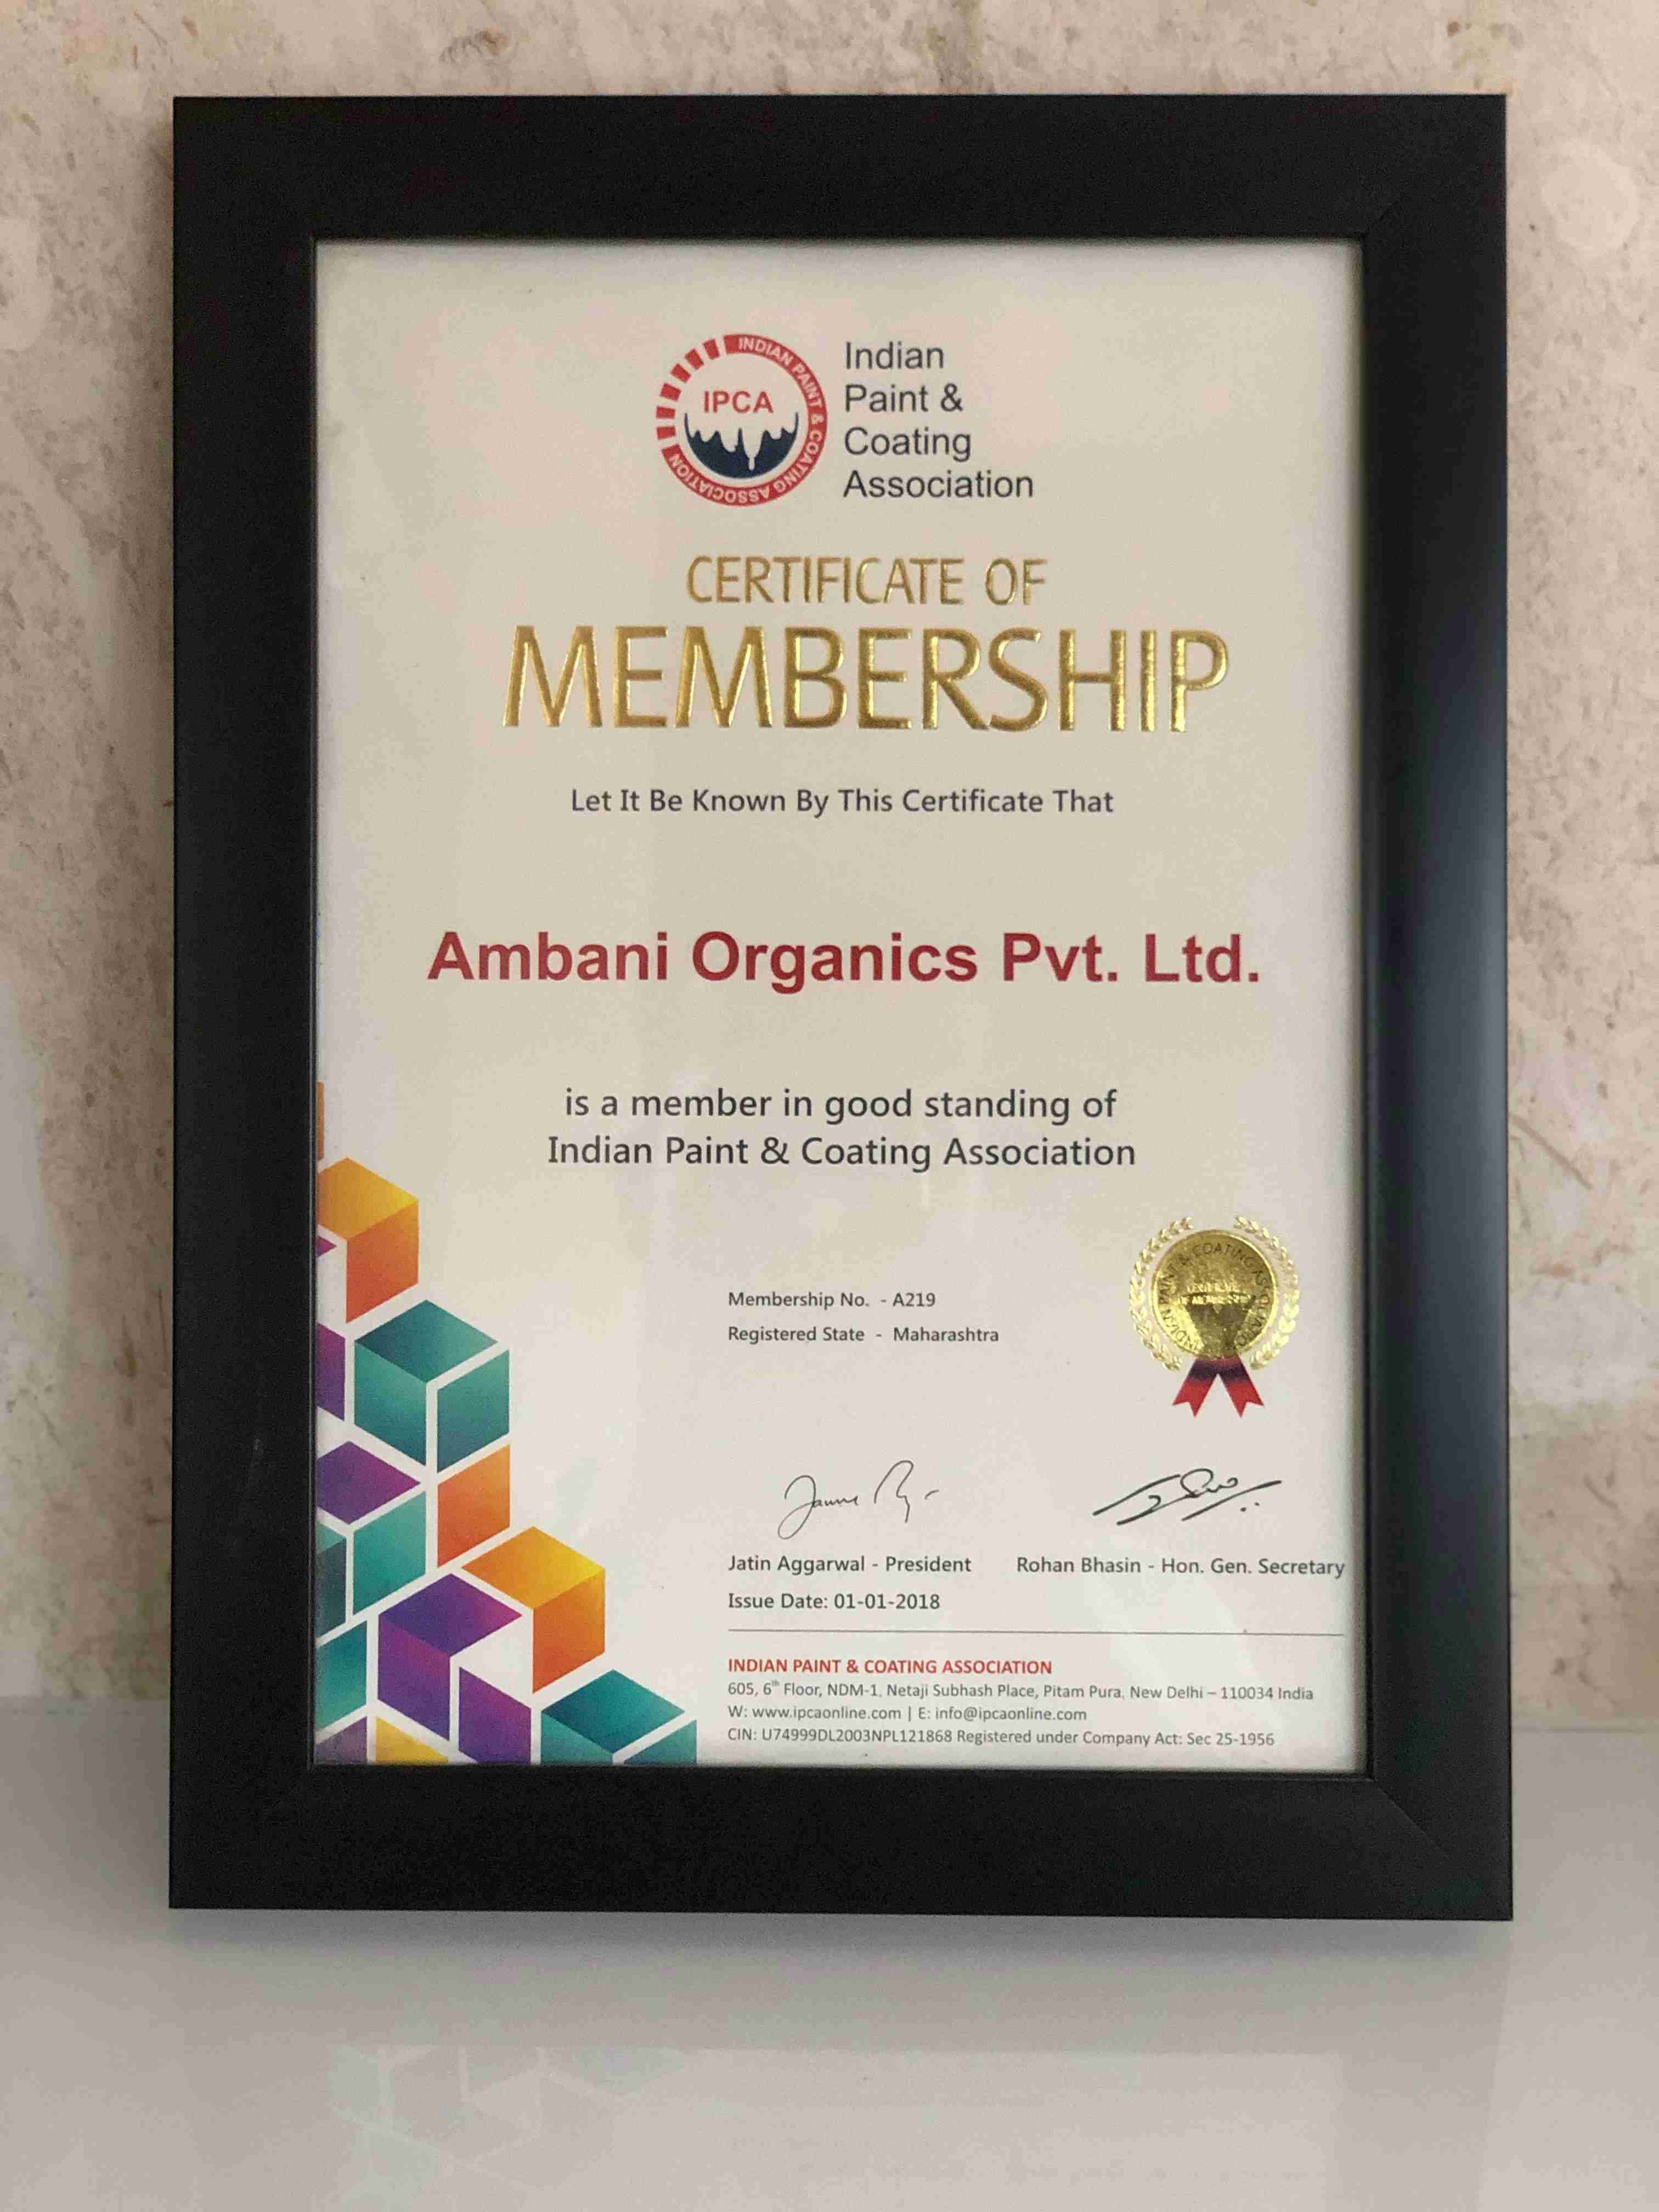 INDIAN PAINT & COATING ASSOCIATION
IPCA
Indian
Paint &
Coating
Association
CERTIFICATE OF
MEMBERSHIP
Let It Be Known By This Certificate That
Ambani Organics Pvt. Ltd.
is a member in good standing of
Indian Paint & Coating Association
INDIAN PAINT & COATING ASSOCIATION
CERTIFICATE
OF MEMBERSHIP
Membership No. - A219
Registered State - Maharashtra
Jatin Aggarwal - President Rohan Bhasin - Hon. Gen. Secretary
Issue Date: 01-01-2018
INDIAN PAINT & COATING ASSOCIATION
605, 6th Floor, NDM-1, Netaji Subhash Place, Pitam Pura, New Delhi – 110034 India
W: www.ipcaonline.com | E: info@ipcaonline.com
CIN: U74999DL2003NPL121868 Registered under Company Act: Sec 25-1956